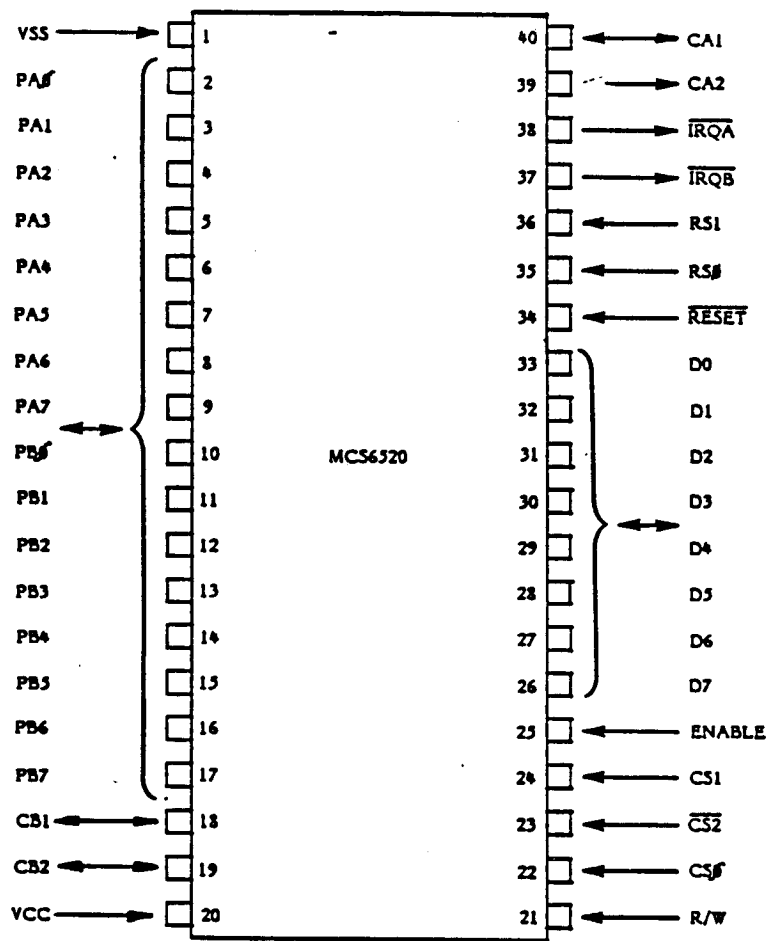 VSS 1 40 CA1
PA0 2 39 CA2
PA1 3 38 IRQA
PA2 4 37 IRQB
PA3 5 36 RS1
PA4 6 35 RS0
PA5 7 34 RESET
PA6 8 33 D0
PA7 9 32 D1
PB0 10 MCS6520 31 D2
PB1 11 30 D3
PB2 12 29 D4
PB3 13 28 D5
PB4 14 27 D6
PB5 15 26 D7
PB6 16 25 ENABLE
PB7 17 24 CS1
CB1 18 23 CS2
CB2 19 22 CS0
VCC 20 21 R/W